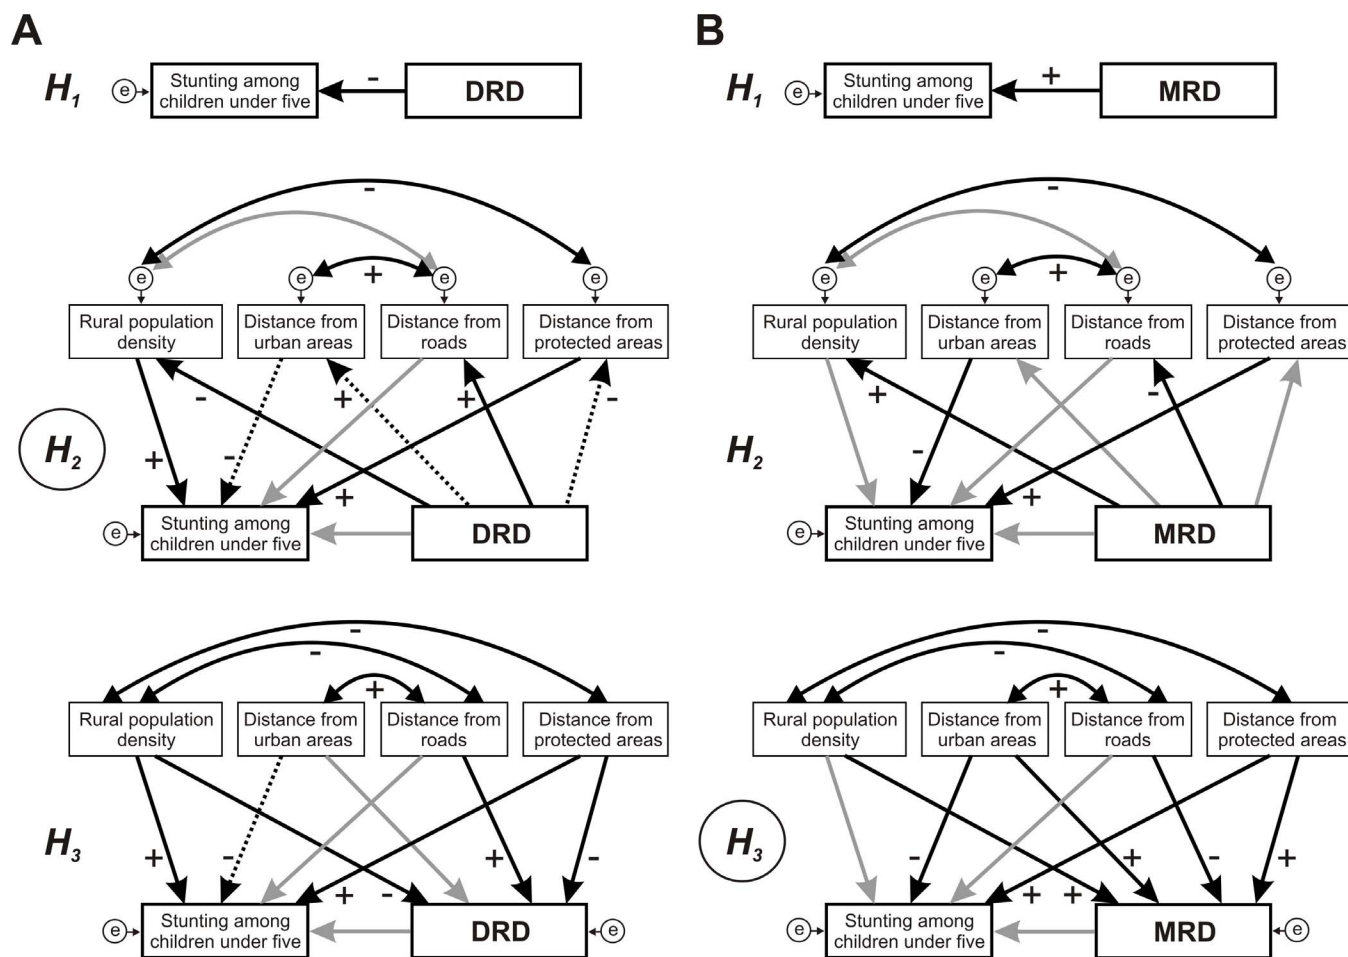 A
B
H1
e
Stunting among
children under five
-
DRD
H1
e
Stunting among
children under five
+
MRD
-
-
e
e
+
e
e
e
e
+
e
e
Rural population
density
Distance from
urban areas
Distance from
roads
Distance from
protected areas
Rural population
density
Distance from
urban areas
Distance from
roads
Distance from
protected areas
-
+
+
-
+
-
H2
+
-
+
H2
-
+
e
Stunting among
children under five
DRD
e
Stunting among
children under five
MRD
-
-
+
-
-
+
Rural population
density
Distance from
urban areas
Distance from
roads
Distance from
protected areas
Rural population
density
Distance from
urban areas
Distance from
roads
Distance from
protected areas
H3
+
-
+
-
+
-
H3
-
+
+
+
-
+
e
Stunting among
children under five
DRD
e
e
Stunting among
children under five
MRD
e